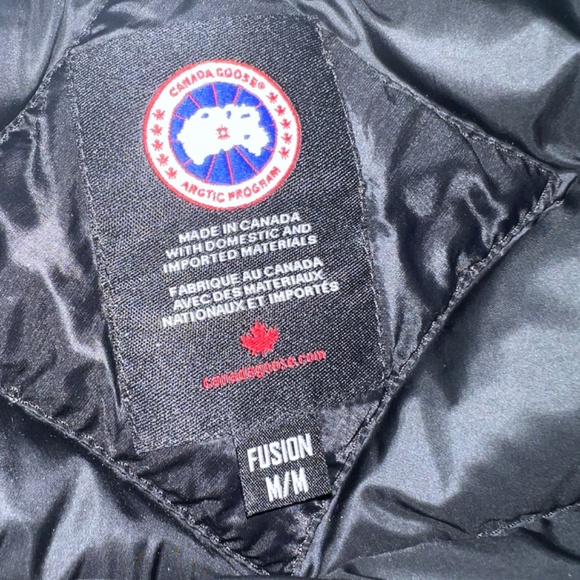 CANADA GOOSE®
ARCTIC PROGRAM
MADE IN CANADA
WITH DOMESTIC AND
IMPORTED MATERIALS
FABRIQUÉ AU CANADA
AVEC DES MATERIAUX
NATIONAUX ET IMPORTÉS
canadagoose.com
FUSION
M/M